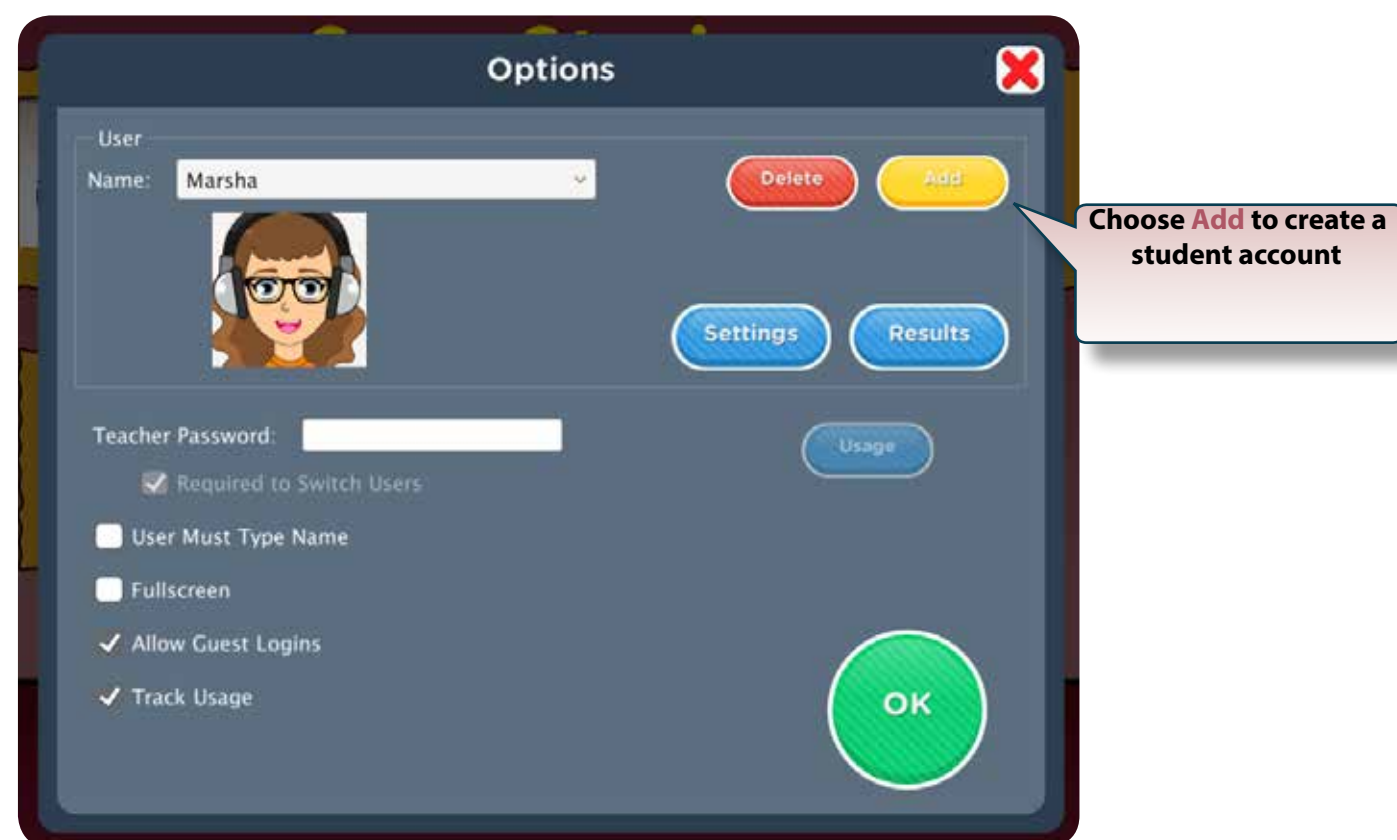 Options
User
Name: Marsha
Delete Add
Choose Add to create a
student account
Settings Results
Teacher Password:
Usage
Required to Switch Users
User Must Type Name
Fullscreen
Allow Guest Logins
Track Usage
OK